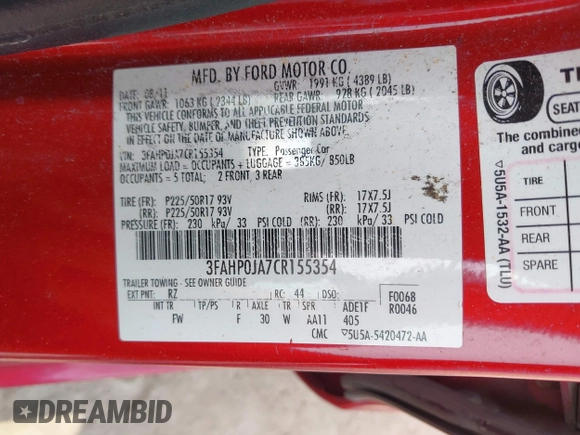 MFD. BY FORD MOTOR CO.
DATE: 08/11 GVWR: 1991 KG ( 4389 LB)
FRONT GAWR: 1063 KG ( 2344 LB) REAR GAWR: 928 KG ( 2045 LB)
THIS VEHICLE CONFORMS TO ALL APPLICABLE FEDERAL MOTOR
VEHICLE SAFETY, BUMPER, AND THEFT PREVENTION STANDARDS
IN EFFECT ON THE DATE OF MANUFACTURE SHOWN ABOVE.
VIN: 3FAHP0JA7CR155354 TYPE: Passenger Car
MAXIMUM LOAD = OCCUPANTS + LUGGAGE = 385KG/ 850LB
OCCUPANTS = 5 TOTAL; 2 FRONT 3 REAR
TIRE (FR): P225/50R17 93V RIMS (FR): 17X7.5J
(RR): P225/50R17 93V (RR): 17X7.5J
PRESSURE (FR): 230 kPa/ 33 PSI COLD (RR): 230 kPa/ 33 PSI COLD
3FAHP0JA7CR155354
TRAILER TOWING - SEE OWNER GUIDE
EXT PNT: RZ RC: 44 DSO: F0068
R0046
INT TR TP/PS R AXLE TR SPR ADE1F
FW F 30 W AA11 405
CMC 5U5A-5420472-AA
5U5A-1532-AA (TLU)
SEAT
The combine
and cargo
TIRE
FRONT
REAR
DREAMBID